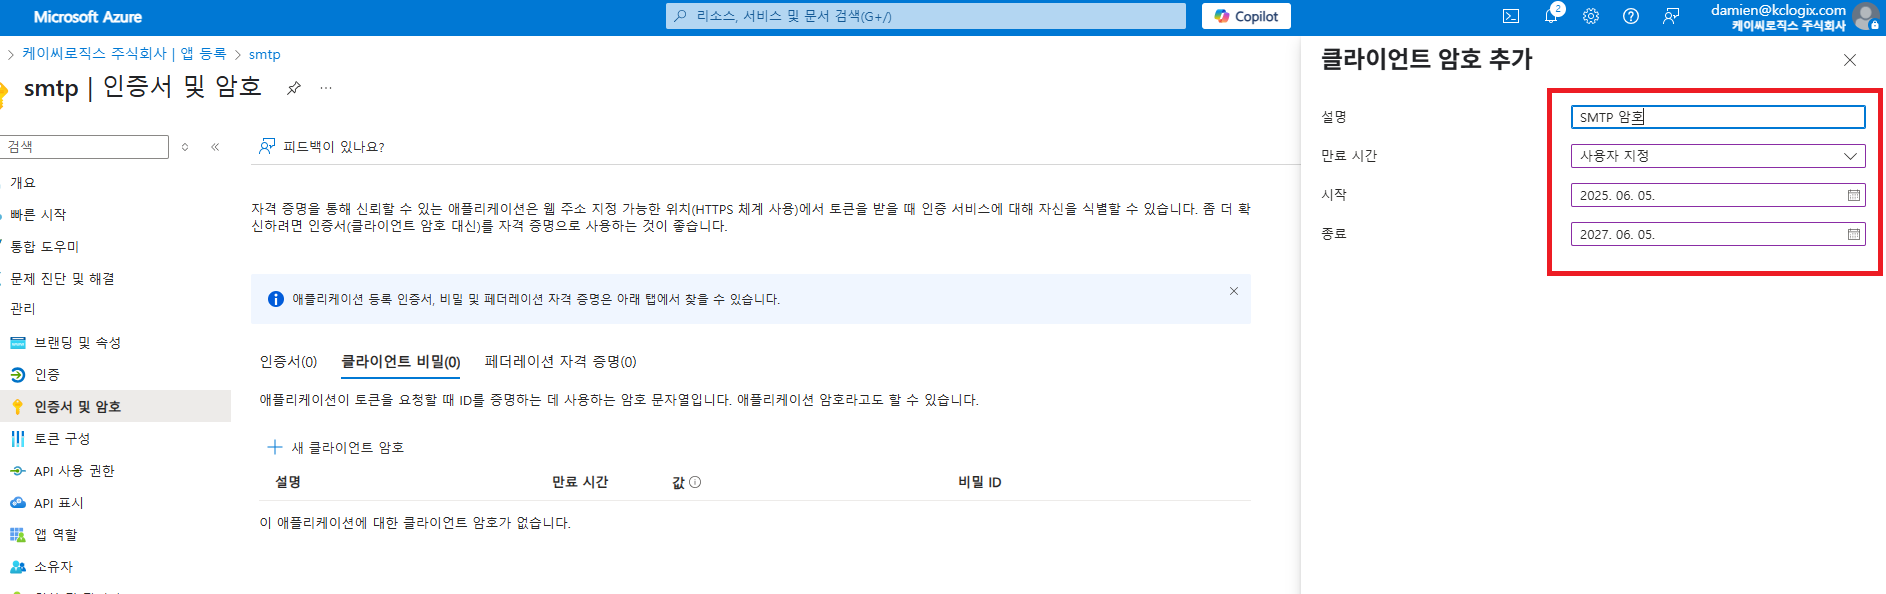 Microsoft Azure
리소스, 서비스 및 문서 검색(G+/)
Copilot
2
damien@kclogix.com
케이씨로직스 주식회사
케이씨로직스 주식회사 | 앱 등록 > smtp
smtp | 인증서 및 암호
...
검색
«
개요
빠른 시작
통합 도우미
문제 진단 및 해결
관리
브랜딩 및 속성
인증
인증서 및 암호
토큰 구성
API 사용 권한
API 표시
앱 역할
소유자
피드백이 있나요?
자격 증명을 통해 신뢰할 수 있는 애플리케이션은 웹 주소 지정 가능한 위치(HTTPS 체계 사용)에서 토큰을 받을 때 인증 서비스에 대해 자신을 식별할 수 있습니다. 좀 더 확
신하려면 인증서(클라이언트 암호 대신)를 자격 증명으로 사용하는 것이 좋습니다.
애플리케이션 등록 인증서, 비밀 및 페더레이션 자격 증명은 아래 탭에서 찾을 수 있습니다.
인증서(0) 클라이언트 비밀(0) 페더레이션 자격 증명(0)
애플리케이션이 토큰을 요청할 때 ID를 증명하는 데 사용하는 암호 문자열입니다. 애플리케이션 암호라고도 할 수 있습니다.
새 클라이언트 암호
설명 만료 시간 값 비밀 ID
이 애플리케이션에 대한 클라이언트 암호가 없습니다.
클라이언트 암호 추가
설명 SMTP 암호
만료 시간 사용자 지정
시작 2025. 06. 05.
종료 2027. 06. 05.